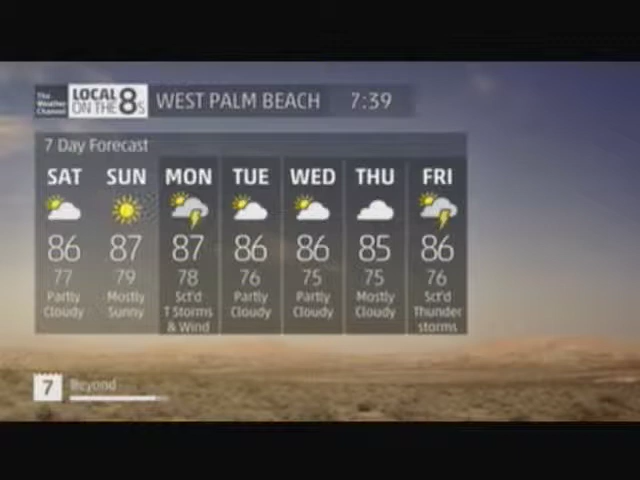 The Weather Channel
LOCAL ON THE 8s
WEST PALM BEACH 7:39
7 Day Forecast
SAT SUN MON TUE WED THU FRI
86 87 87 86 86 85 86
77 79 78 76 75 75 76
Partly Mostly Sct'd Partly Partly Mostly Sct'd
Cloudy Sunny T Storms Cloudy Cloudy Cloudy Thunder
& Wind storms
7 Beyond